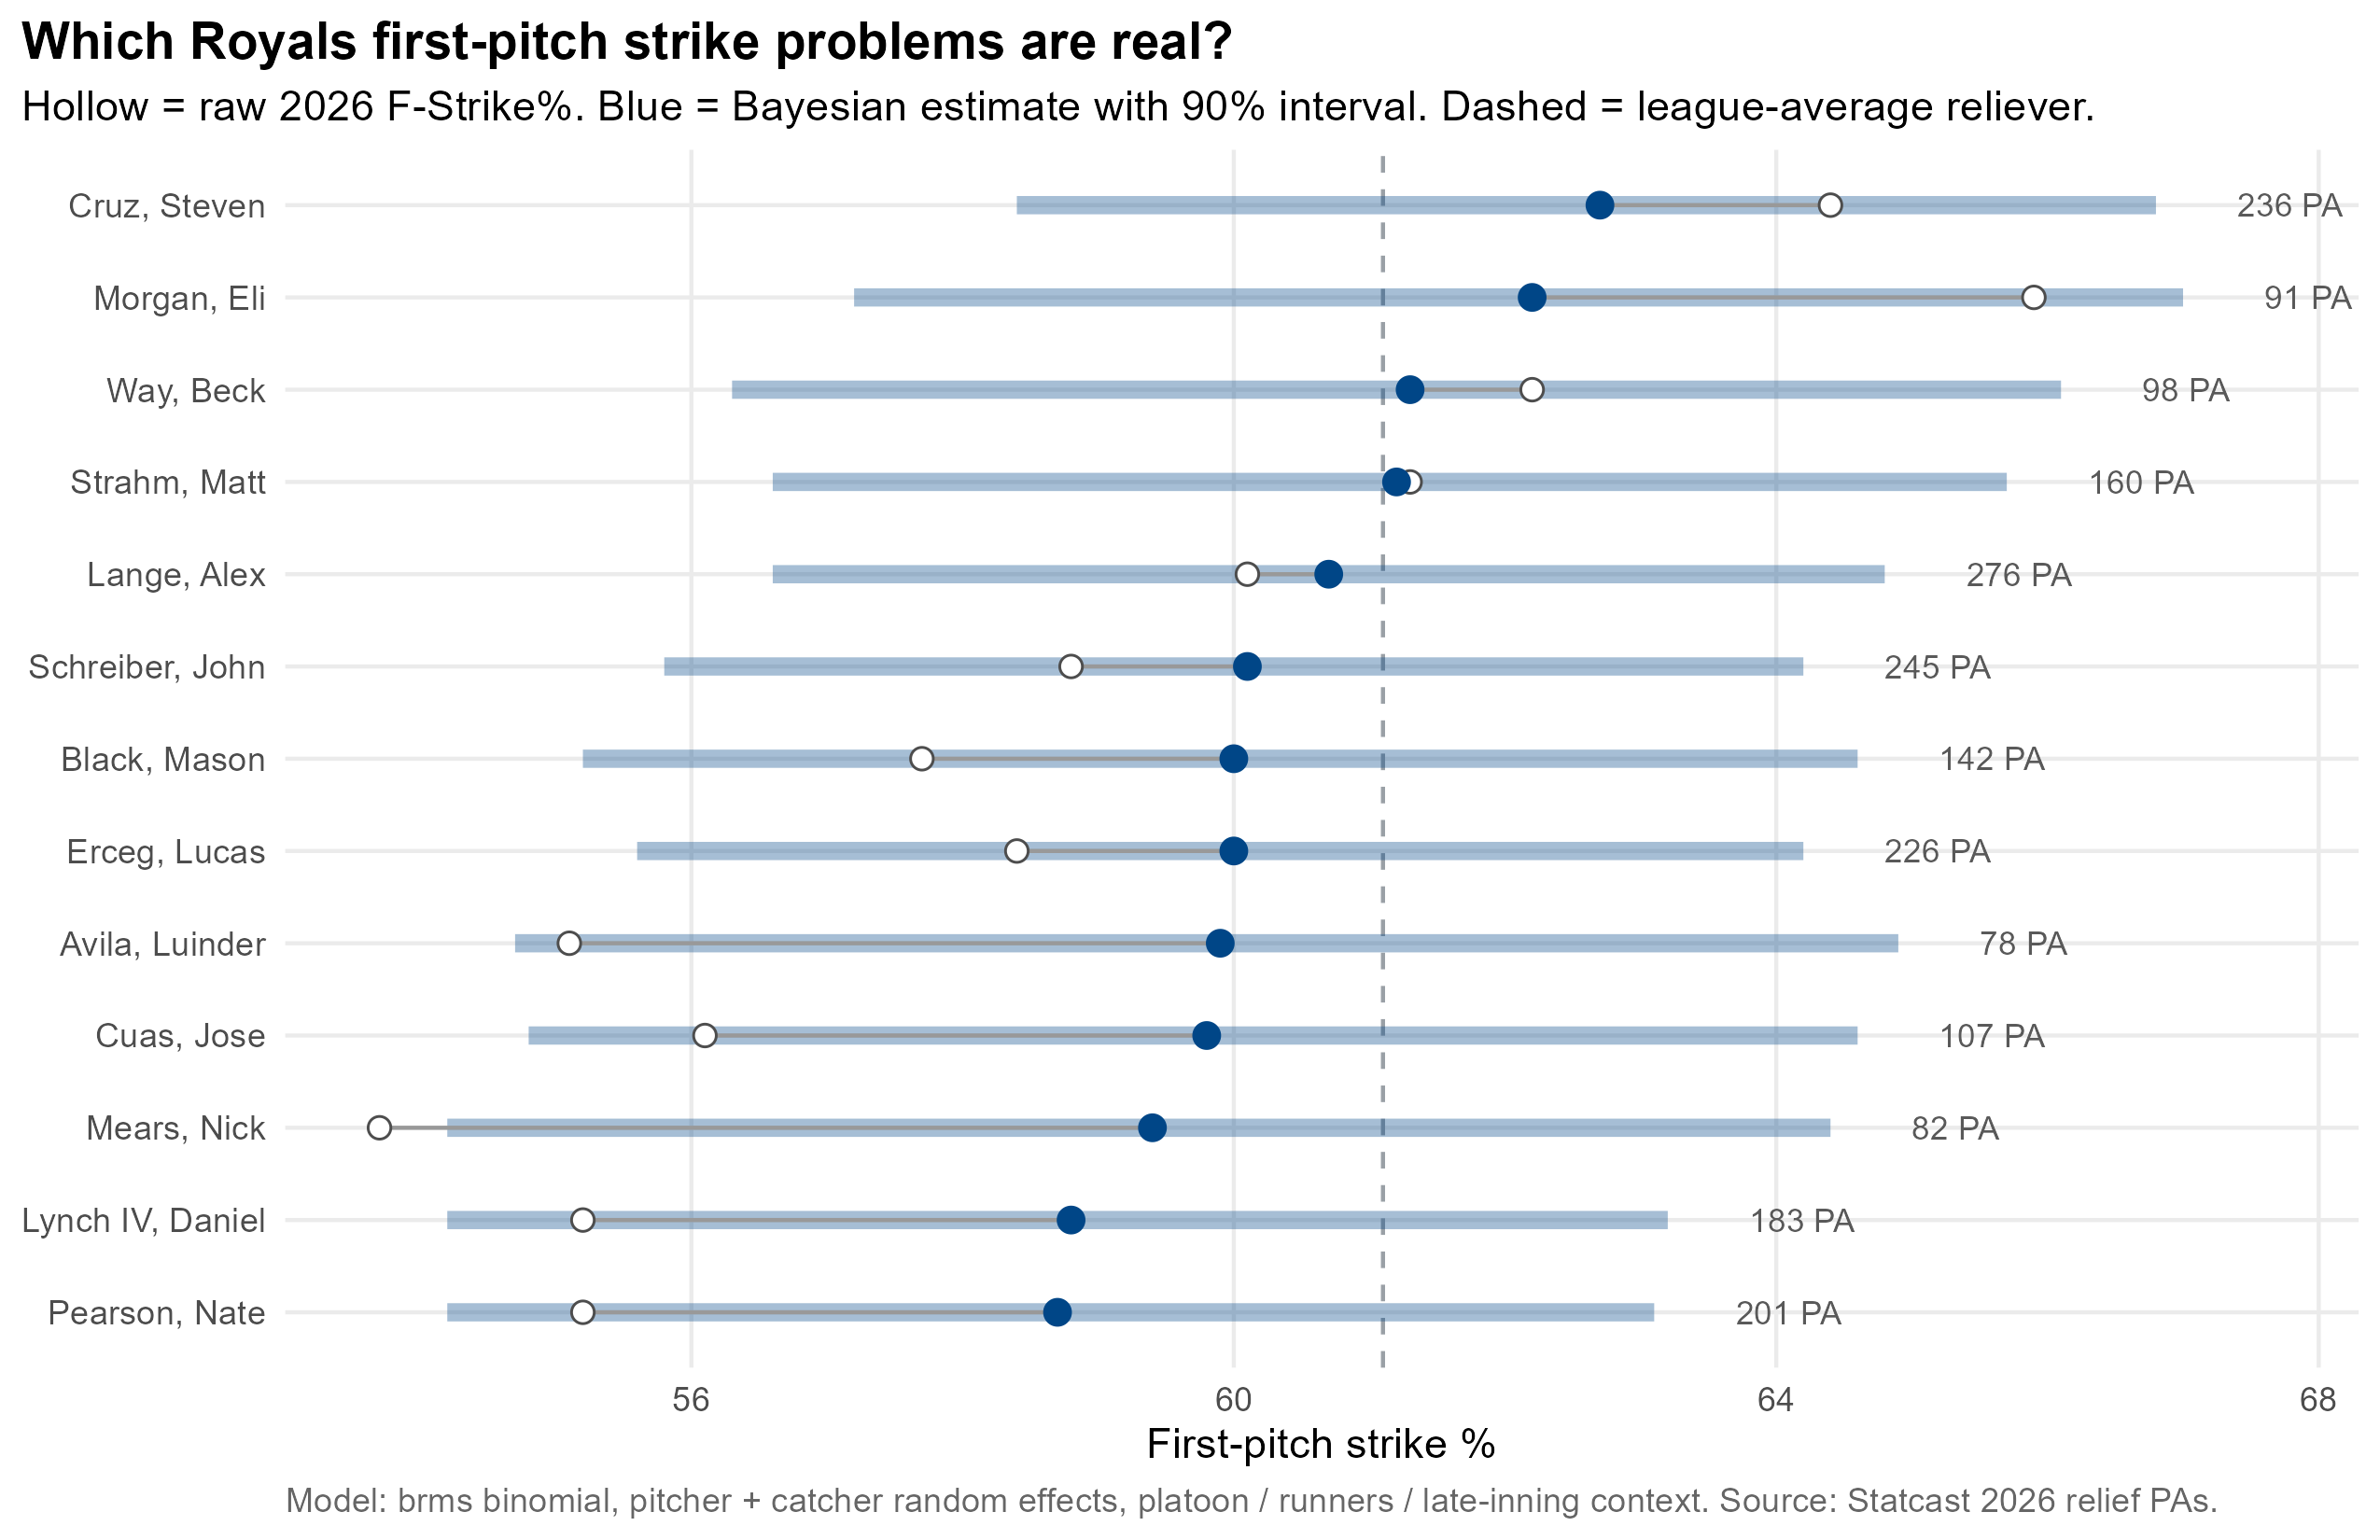 Which Royals first-pitch strike problems are real?
Hollow = raw 2026 F-Strike%. Blue = Bayesian estimate with 90% interval. Dashed = league-average reliever.
Cruz, Steven 236 PA
Morgan, Eli 91 PA
Way, Beck 98 PA
Strahm, Matt 160 PA
Lange, Alex 276 PA
Schreiber, John 245 PA
Black, Mason 142 PA
Erceg, Lucas 226 PA
Avila, Luinder 78 PA
Cuas, Jose 107 PA
Mears, Nick 82 PA
Lynch IV, Daniel 183 PA
Pearson, Nate 201 PA
56 60 64 68
First-pitch strike %
Model: brms binomial, pitcher + catcher random effects, platoon / runners / late-inning context. Source: Statcast 2026 relief PAs.